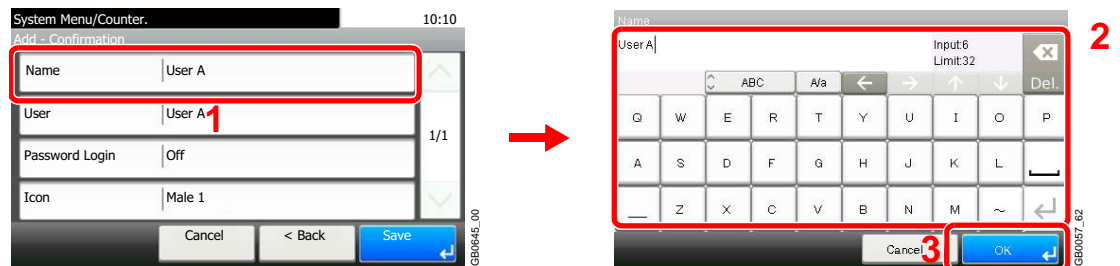 System Menu/Counter. 10:10
Add - Confirmation
Name User A
User User A
1
1/1
Password Login Off
Icon Male 1
Cancel < Back Save
GB0645_00
Name
2
User A Input:6
Limit:32
ABC A/a Del.
Q W E R T Y U I O P
A S D F G H J K L
_ Z X C V B N M ~
Cancel 3 OK
GB0057_62